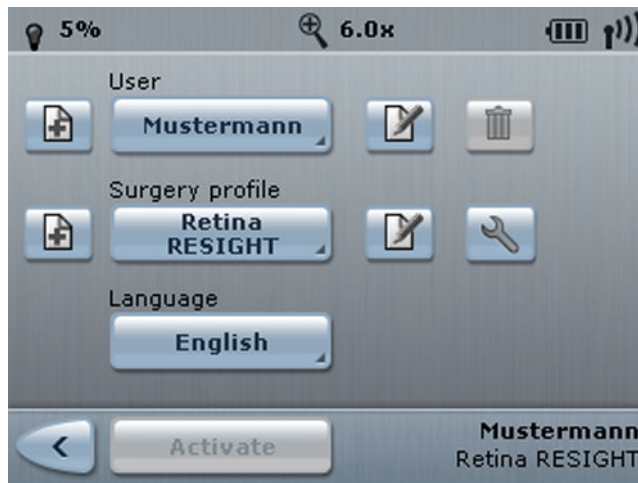 5% 6.0x
User
Mustermann
Surgery profile
Retina
RESIGHT
Language
English
Activate
Mustermann
Retina RESIGHT